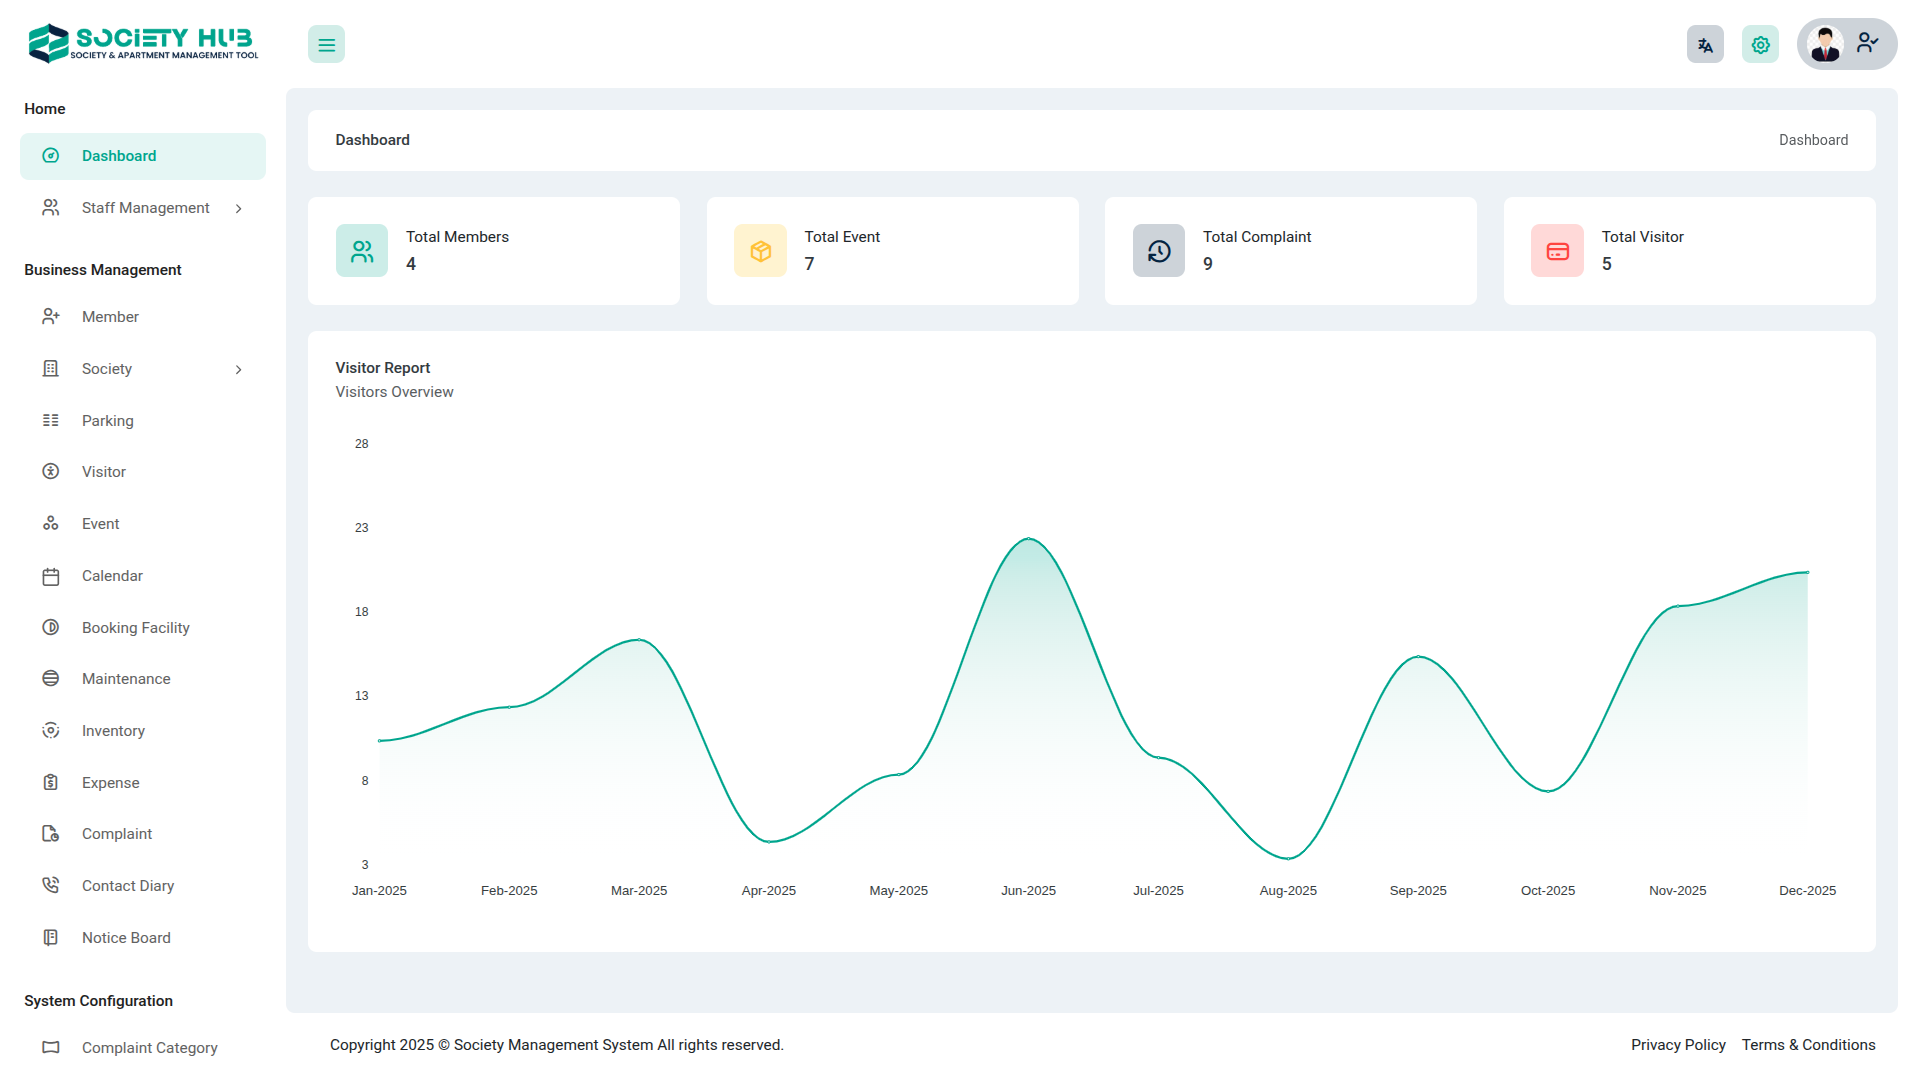 SOCIETY HUB
SOCIETY & APARTMENT MANAGEMENT TOOL
Home
Dashboard
Staff Management
Business Management
Member
Society
Parking
Visitor
Event
Calendar
Booking Facility
Maintenance
Inventory
Expense
Complaint
Contact Diary
Notice Board
System Configuration
Complaint Category
Dashboard
Dashboard
Total Members
4
Total Event
7
Total Complaint
9
Total Visitor
5
Visitor Report
Visitors Overview
28
23
18
13
8
3
Jan-2025 Feb-2025 Mar-2025 Apr-2025 May-2025 Jun-2025 Jul-2025 Aug-2025 Sep-2025 Oct-2025 Nov-2025 Dec-2025
Copyright 2025 © Society Management System All rights reserved.
Privacy Policy Terms & Conditions